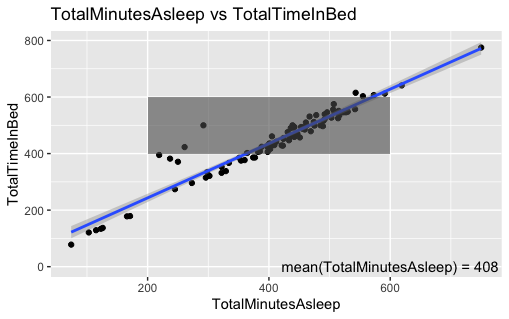 TotalMinutesAsleep vs TotalTimeInBed
800
600
400
200
0
TotalTimeInBed
mean(TotalMinutesAsleep) = 408
200 400 600
TotalMinutesAsleep